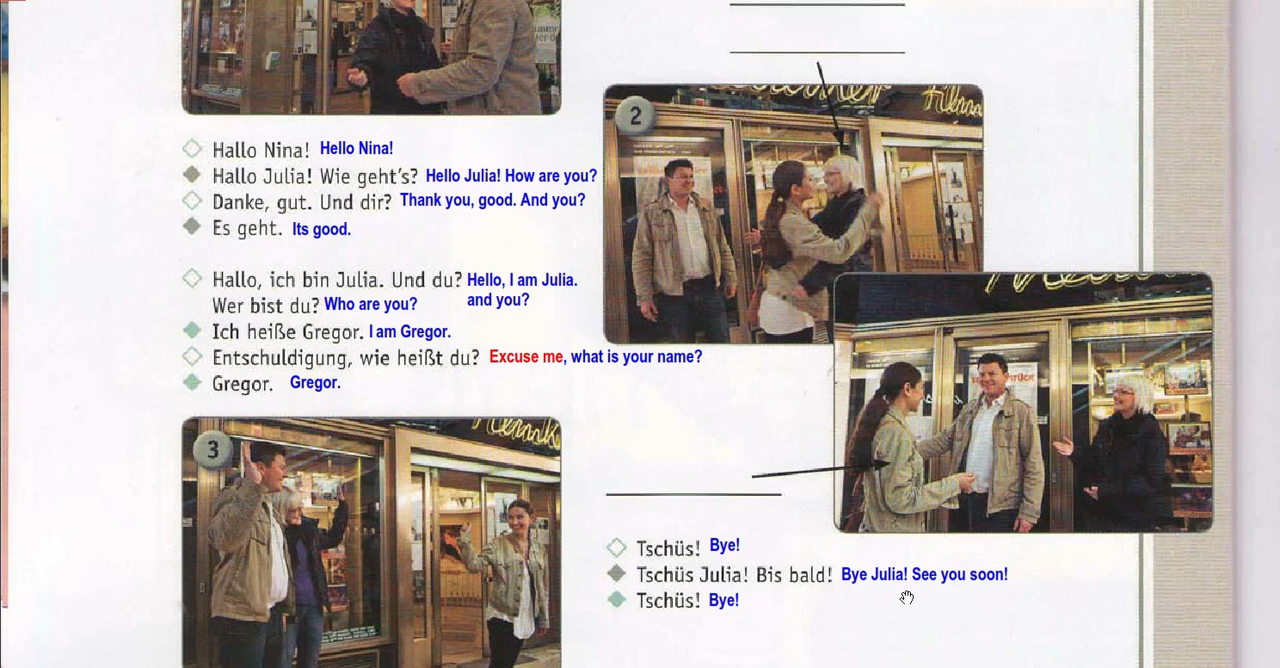 2
Hallo Nina! Hello Nina!
Hallo Julia! Wie geht's? Hello Julia! How are you?
Danke, gut. Und dir? Thank you, good. And you?
Es geht. Its good.
Hallo, ich bin Julia. Und du? Hello, I am Julia.
and you?
Wer bist du? Who are you?
Ich heiße Gregor. I am Gregor.
Entschuldigung, wie heißt du? Excuse me, what is your name?
Gregor. Gregor.
3
Tschüs! Bye!
Tschüs Julia! Bis bald! Bye Julia! See you soon!
Tschüs! Bye!